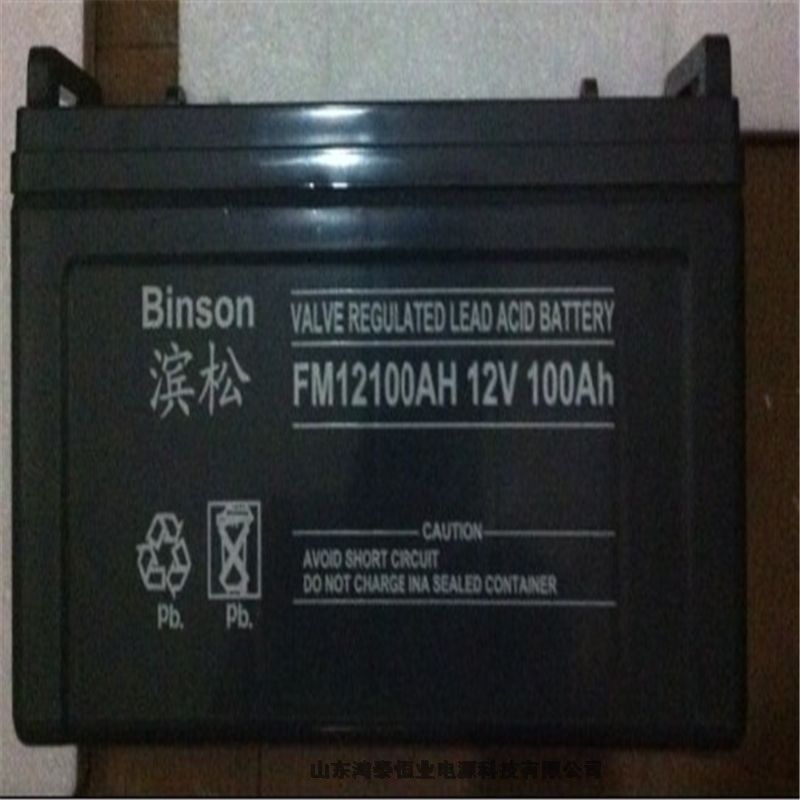 Binson
滨松
VALVE REGULATED LEAD ACID BATTERY
FM12100AH 12V 100Ah
CAUTION
AVOID SHORT CIRCUIT
DO NOT CHARGE INA SEALED CONTAINER
Pb.
Pb.
山东鸿泰恒业电源科技有限公司